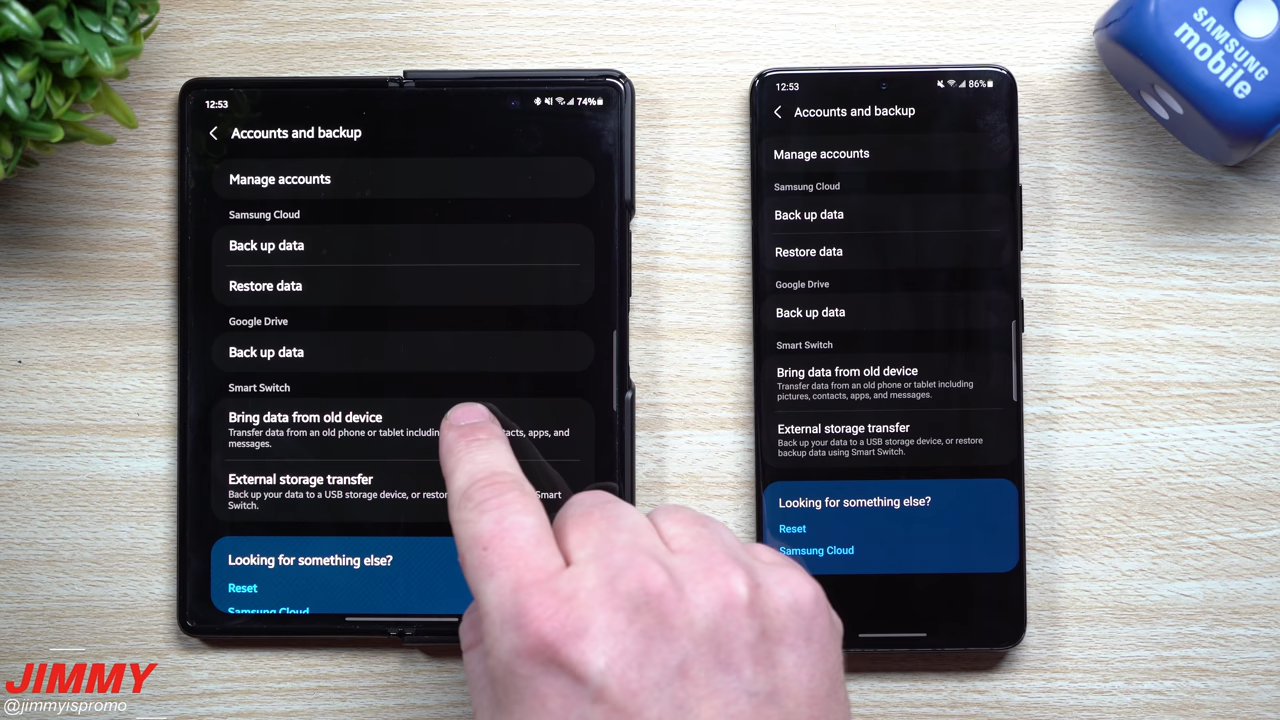 12:53
74%
Accounts and backup
Manage accounts
Samsung Cloud
Back up data
Restore data
Google Drive
Back up data
Smart Switch
Bring data from old device
Transfer data from an old phone or tablet includin acts, apps, and
messages.
External storage transfer
Back up your data to a USB storage device, or restor Smart
Switch.
Looking for something else?
Reset
Samsung Cloud
12:53
86%
Accounts and backup
Manage accounts
Samsung Cloud
Back up data
Restore data
Google Drive
Back up data
Smart Switch
Bring data from old device
Transfer data from an old phone or tablet including
pictures, contacts, apps, and messages.
External storage transfer
Back up your data to a USB storage device, or restore
backup data using Smart Switch.
Looking for something else?
Reset
Samsung Cloud
SAMSUNG
mobile
JIMMY
@jimmyispromo